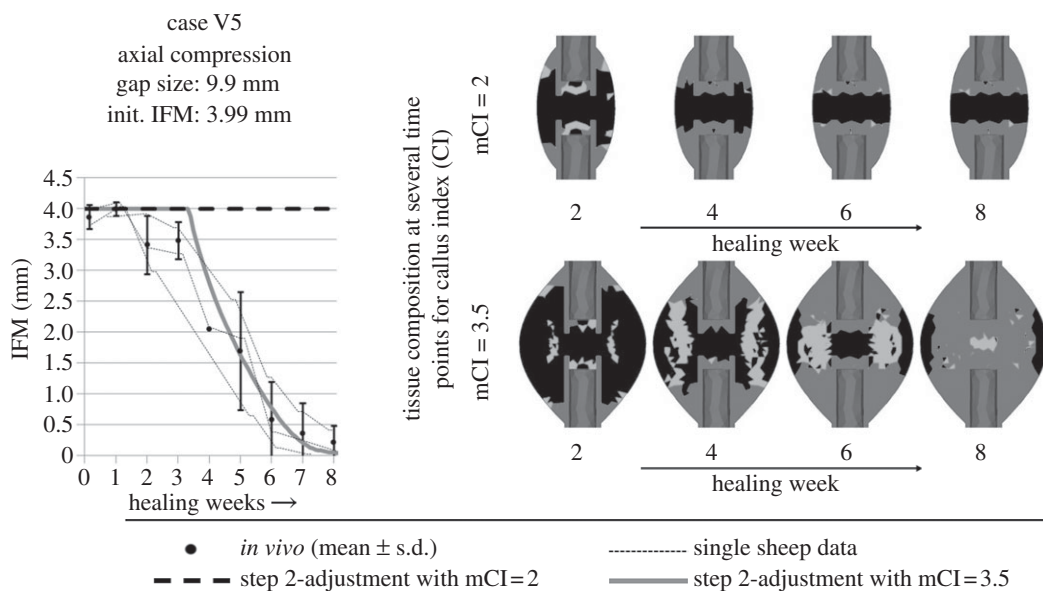 case V5
axial compression
gap size: 9.9 mm
init. IFM: 3.99 mm
IFM (mm)
4.5
4.0
3.5
3.0
2.5
2.0
1.5
1.0
0.5
0
0 1 2 3 4 5 6 7 8
healing weeks →
tissue composition at several time
points for callus index (CI)
mCI = 2
2 4 6 8
healing week
mCI = 3.5
2 4 6 8
healing week
in vivo (mean ± s.d.)
single sheep data
step 2-adjustment with mCI = 2
step 2-adjustment with mCI = 3.5